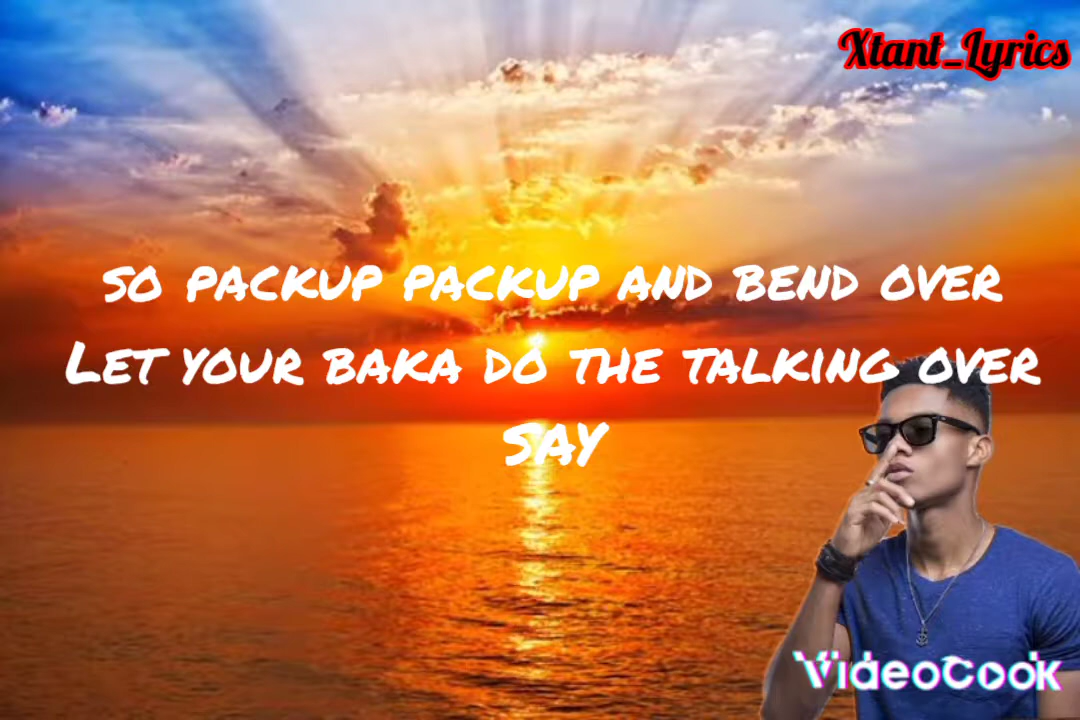 Xtant_Lyrics
so packup packup and bend over
Let your baka do the talking over
say
VideoCook